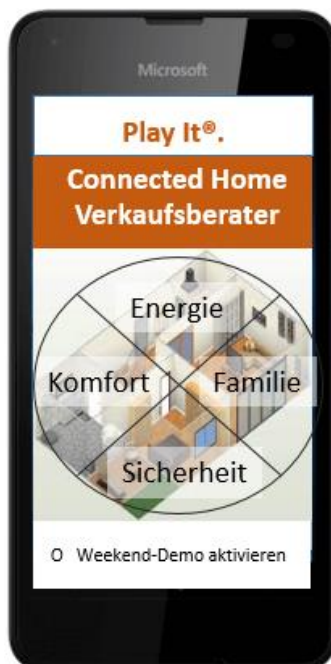 Microsoft
Play It®.
Connected Home
Verkaufsberater
Energie
Komfort Familie
Sicherheit
O Weekend-Demo aktivieren